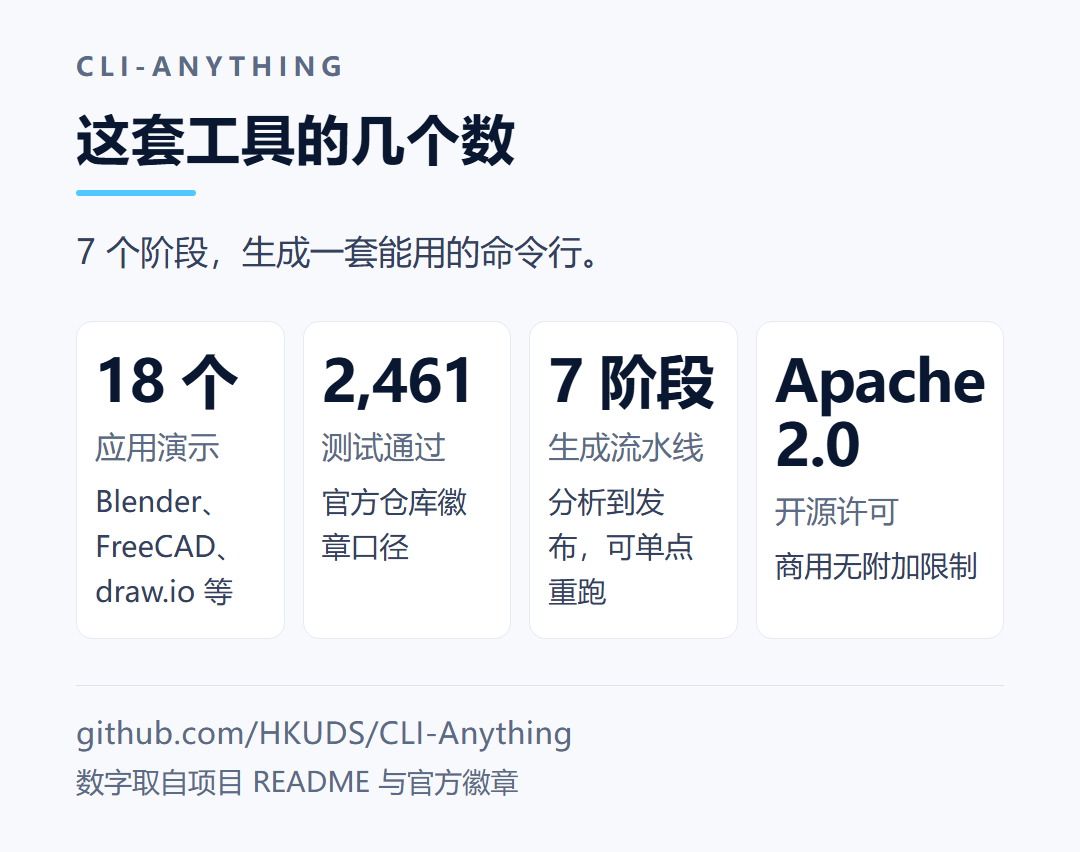 CLI-ANYTHING
这套工具的几个数
7 个阶段，生成一套能用的命令行。
18 个
应用演示
Blender、
FreeCAD、
draw.io 等
2,461
测试通过
官方仓库徽
章口径
7 阶段
生成流水线
分析到发
布，可单点
重跑
Apache
2.0
开源许可
商用无附加限制
github.com/HKUDS/CLI-Anything
数字取自项目 README 与官方徽章